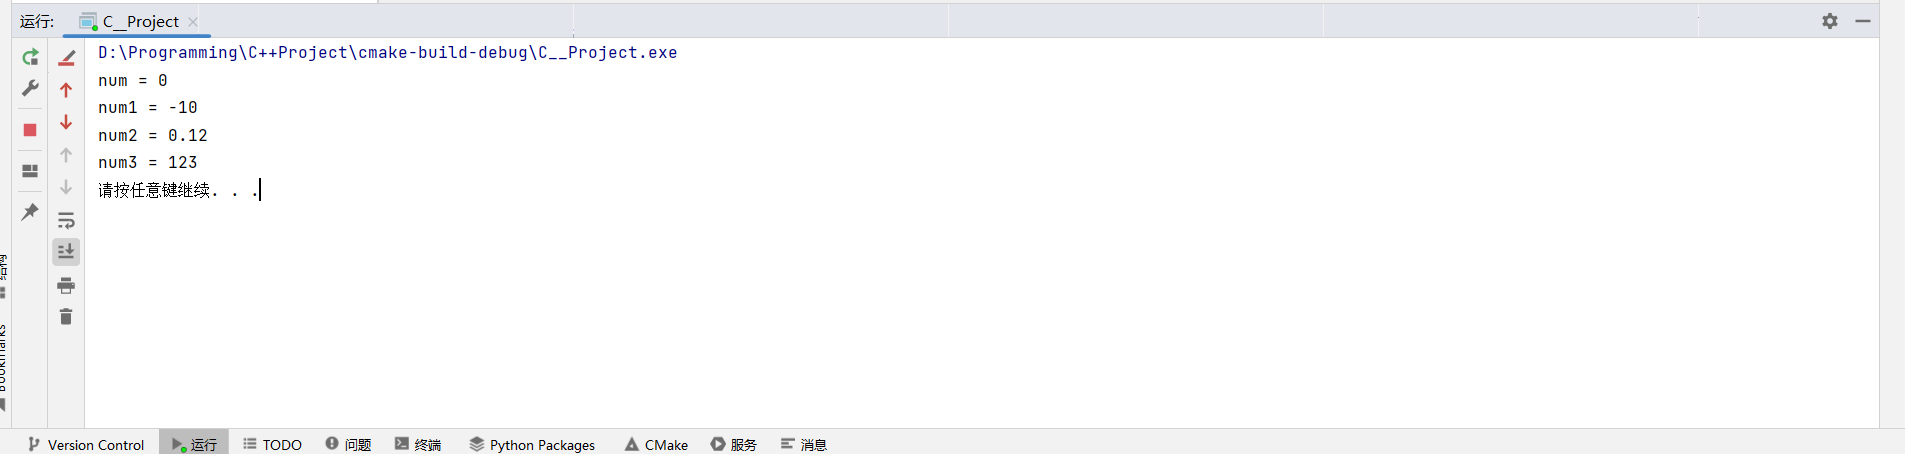 运行: C__Project
D:\Programming\C++Project\cmake-build-debug\C__Project.exe
num = 0
num1 = -10
num2 = 0.12
num3 = 123
请按任意键继续. . .
结构
Bookmarks
Version Control 运行 TODO 问题 终端 Python Packages CMake 服务 消息